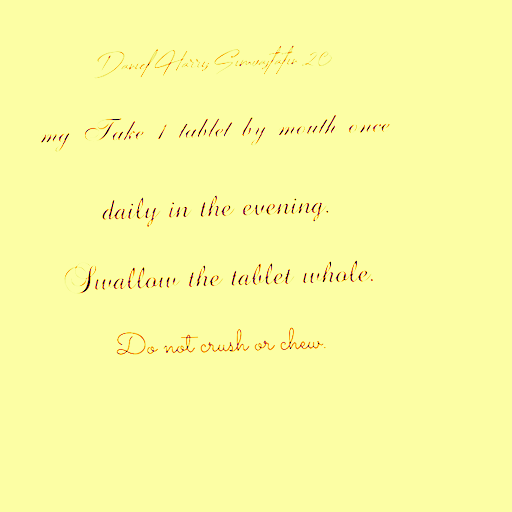 Daniel Harris Simvastatin 20
mg Take 1 tablet by mouth once
daily in the evening.
Swallow the tablet whole.
Do not crush or chew.